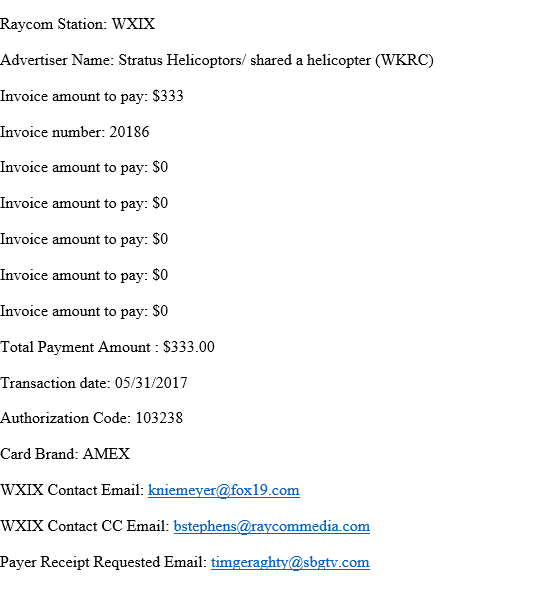 Raycom Station: WXIX
Advertiser Name: Stratus Helicoptors/ shared a helicopter (WKRC)
Invoice amount to pay: $333
Invoice number: 20186
Invoice amount to pay: $0
Invoice amount to pay: $0
Invoice amount to pay: $0
Invoice amount to pay: $0
Invoice amount to pay: $0
Total Payment Amount : $333.00
Transaction date: 05/31/2017
Authorization Code: 103238
Card Brand: AMEX
WXIX Contact Email: kniemeyer@fox19.com
WXIX Contact CC Email: bstephens@raycommedia.com
Payer Receipt Requested Email: timgeraghty@sbgtv.com